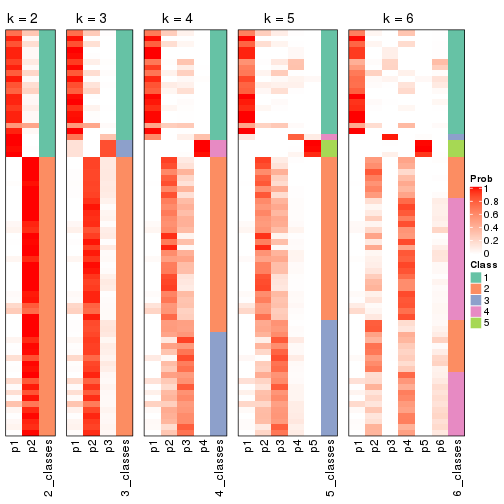 k = 2
k = 3
k = 4
k = 5
k = 6
p1
p2
2_classes
p1
p2
p3
3_classes
p1
p2
p3
p4
4_classes
p1
p2
p3
p4
p5
5_classes
p1
p2
p3
p4
p5
p6
6_classes
Prob
1
0.8
0.6
0.4
0.2
0
Class
1
2
3
4
5